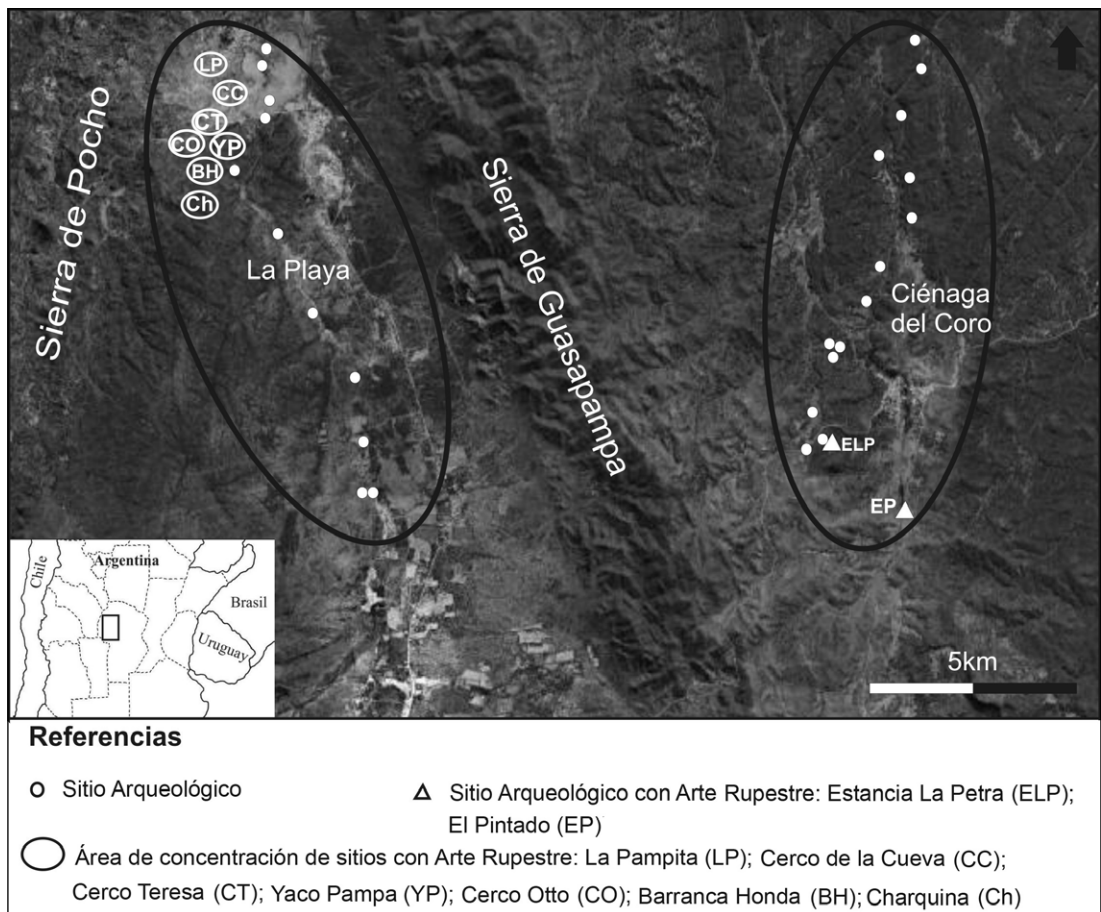 Sierra de Pocho
LP
CC
CT
CO
YP
BH
Ch
La Playa
Sierra de Guasapampa
Ciénaga
del Coro
ELP
EP
5km
Chile
Argentina
Brasil
Uruguay
Referencias
Sitio Arqueológico
Sitio Arqueológico con Arte Rupestre: Estancia La Petra (ELP);
El Pintado (EP)
Área de concentración de sitios con Arte Rupestre: La Pampita (LP); Cerco de la Cueva (CC);
Cerco Teresa (CT); Yaco Pampa (YP); Cerco Otto (CO); Barranca Honda (BH); Charquina (Ch)